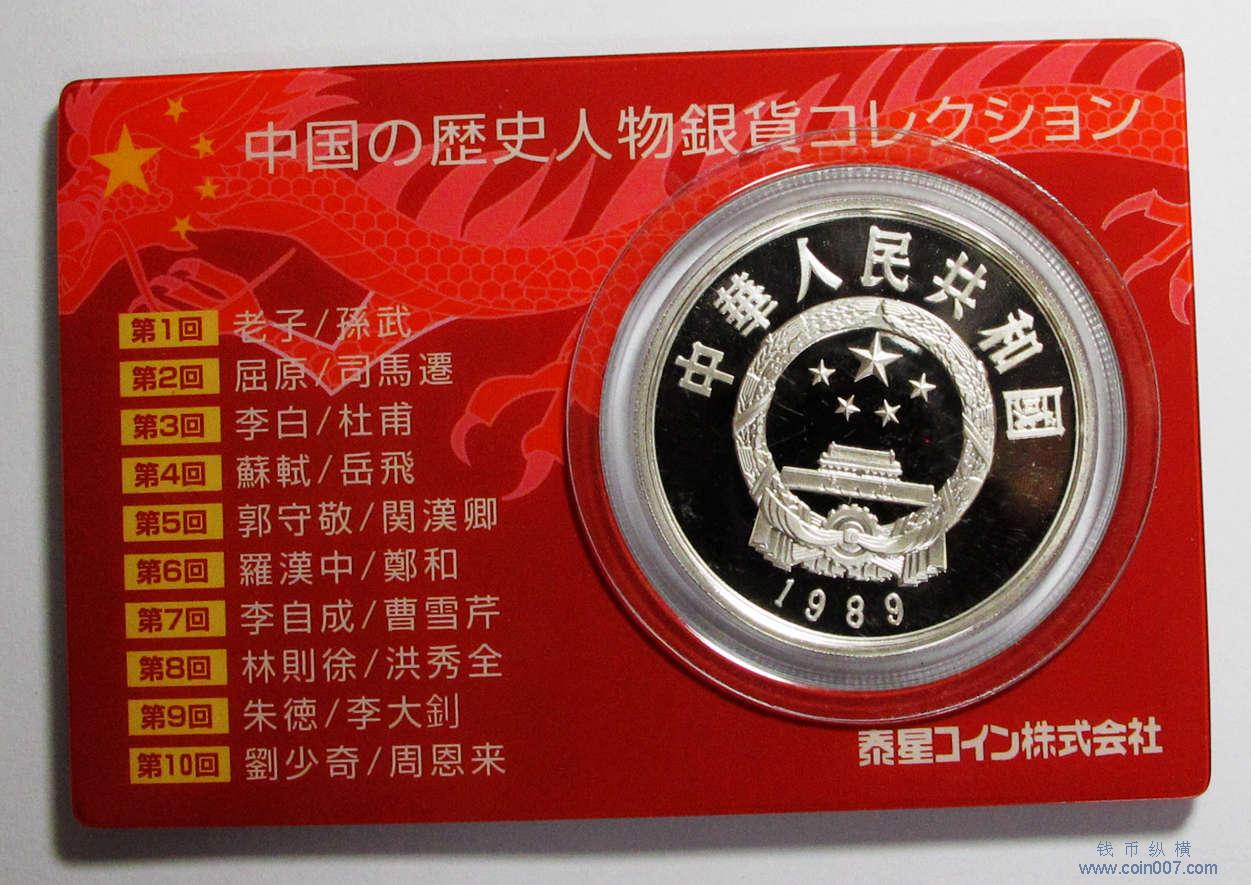 中国の歴史人物銀貨コレクション
中華人民共和国
1989
第1回 老子/孫武
第2回 屈原/司馬遷
第3回 李白/杜甫
第4回 蘇軾/岳飛
第5回 郭守敬/関漢卿
第6回 羅漢中/鄭和
第7回 李自成/曹雪芹
第8回 林則徐/洪秀全
第9回 朱徳/李大釗
第10回 劉少奇/周恩来
泰星コイン株式会社
钱币纵横
www.coin007.com